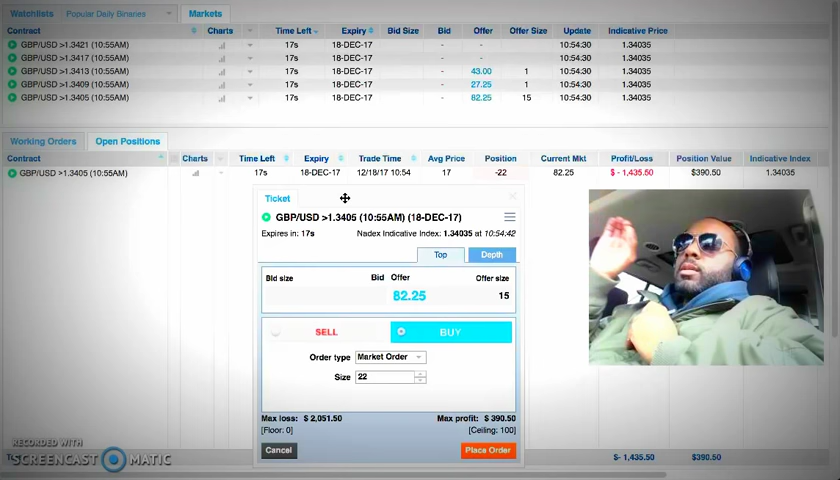 Watchlists Popular Daily Binaries Markets
Contract Charts Time Left Expiry Bid Size Bid Offer Offer Size Update Indicative Price
GBP/USD >1.3421 (10:55AM) 17s 18-DEC-17 - - 10:54:30 1.34035
GBP/USD >1.3417 (10:55AM) 17s 18-DEC-17 - - 10:54:30 1.34035
GBP/USD >1.3413 (10:55AM) 17s 18-DEC-17 - 43.00 1 10:54:30 1.34035
GBP/USD >1.3409 (10:55AM) 17s 18-DEC-17 - 27.25 1 10:54:30 1.34035
GBP/USD >1.3405 (10:55AM) 17s 18-DEC-17 - 82.25 15 10:54:30 1.34035
Working Orders Open Positions
Contract Charts Time Left Expiry Trade Time Avg Price Position Current Mkt Profit/Loss Position Value Indicative Index
GBP/USD >1.3405 (10:55AM) 17s 18-DEC-17 12/18/17 10:54 17 -22 82.25 $ - 1,435.50 $390.50 1.34035
Ticket
GBP/USD >1.3405 (10:55AM) (18-DEC-17)
Expires in: 17s Nadex Indicative Index: 1.34035 at 10:54:42
Top Depth
Bid size Bid Offer Offer size
82.25 15
SELL BUY
Order type Market Order
Size 22
Max loss: $ 2,051.50 Max profit: $ 390.50
[Floor: 0] [Ceiling: 100]
Cancel Place Order
RECORDED WITH
SCREENCAST MATIC
$- 1,435.50 $390.50